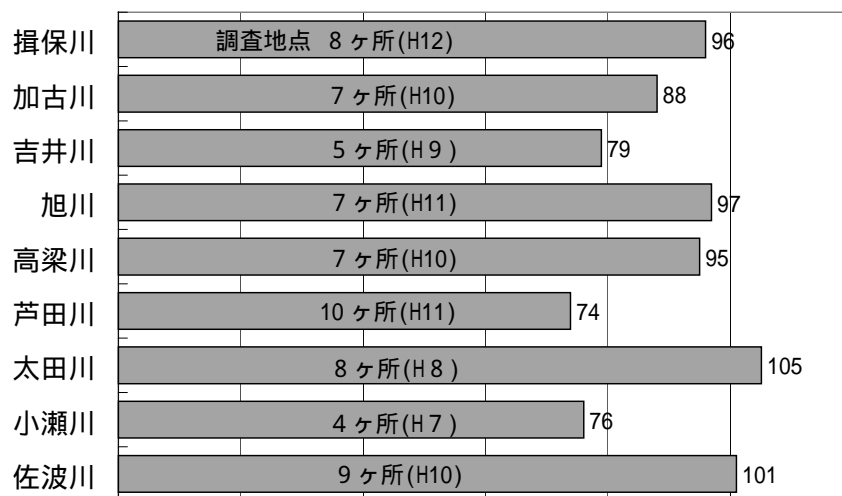 揖保川 調査地点 8ヶ所(H12) 96
加古川 7ヶ所(H10) 88
吉井川 5ヶ所(H9) 79
旭川 7ヶ所(H11) 97
高梁川 7ヶ所(H10) 95
芦田川 10ヶ所(H11) 74
太田川 8ヶ所(H8) 105
小瀬川 4ヶ所(H7) 76
佐波川 9ヶ所(H10) 101